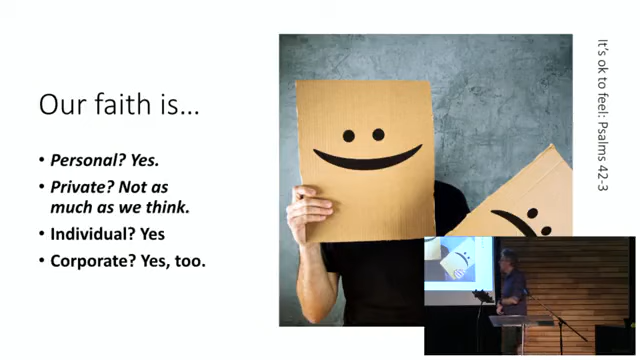 Our faith is...
• Personal? Yes.
• Private? Not as
much as we think.
• Individual? Yes
• Corporate? Yes, too.
It's ok to feel: Psalms 42-3